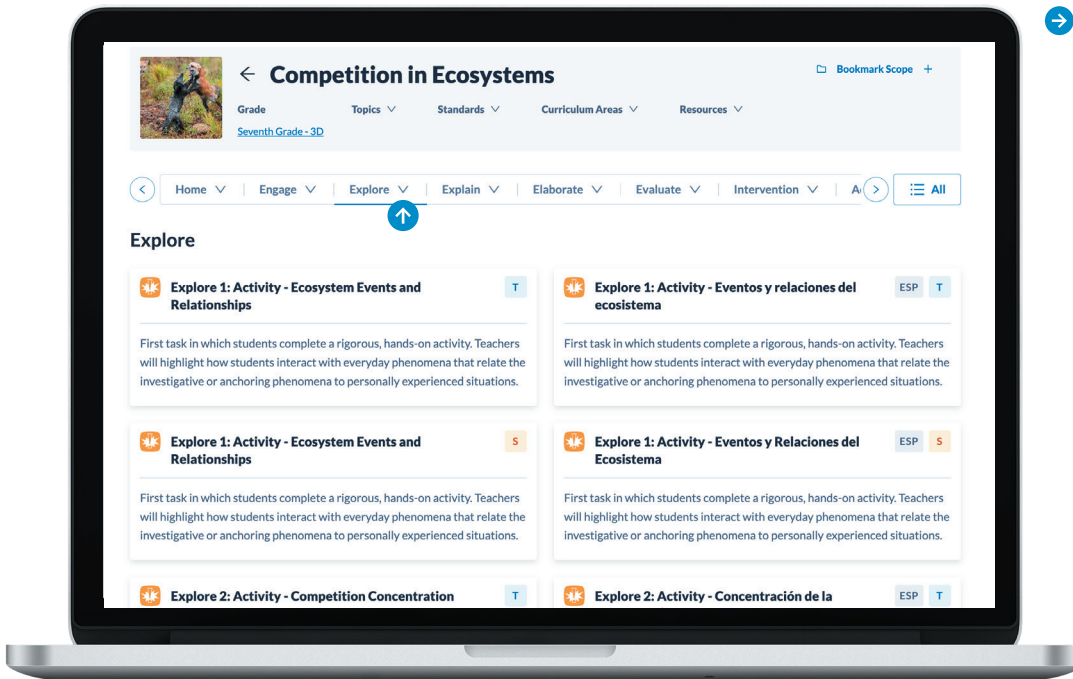 Competition in Ecosystems
Bookmark Scope +
Grade
Topics
Standards
Curriculum Areas
Resources
Seventh Grade - 3D
Home
Engage
Explore
Explain
Elaborate
Evaluate
Intervention
All
Explore
Explore 1: Activity - Ecosystem Events and
Relationships
T
First task in which students complete a rigorous, hands-on activity. Teachers
will highlight how students interact with everyday phenomena that relate the
investigative or anchoring phenomena to personally experienced situations.
Explore 1: Activity - Eventos y relaciones del
ecosistema
ESP T
First task in which students complete a rigorous, hands-on activity. Teachers
will highlight how students interact with everyday phenomena that relate the
investigative or anchoring phenomena to personally experienced situations.
Explore 1: Activity - Ecosystem Events and
Relationships
S
First task in which students complete a rigorous, hands-on activity. Teachers
will highlight how students interact with everyday phenomena that relate the
investigative or anchoring phenomena to personally experienced situations.
Explore 1: Activity - Eventos y Relaciones del
Ecosistema
ESP S
First task in which students complete a rigorous, hands-on activity. Teachers
will highlight how students interact with everyday phenomena that relate the
investigative or anchoring phenomena to personally experienced situations.
Explore 2: Activity - Competition Concentration
T
Explore 2: Activity - Concentración de la
ESP T